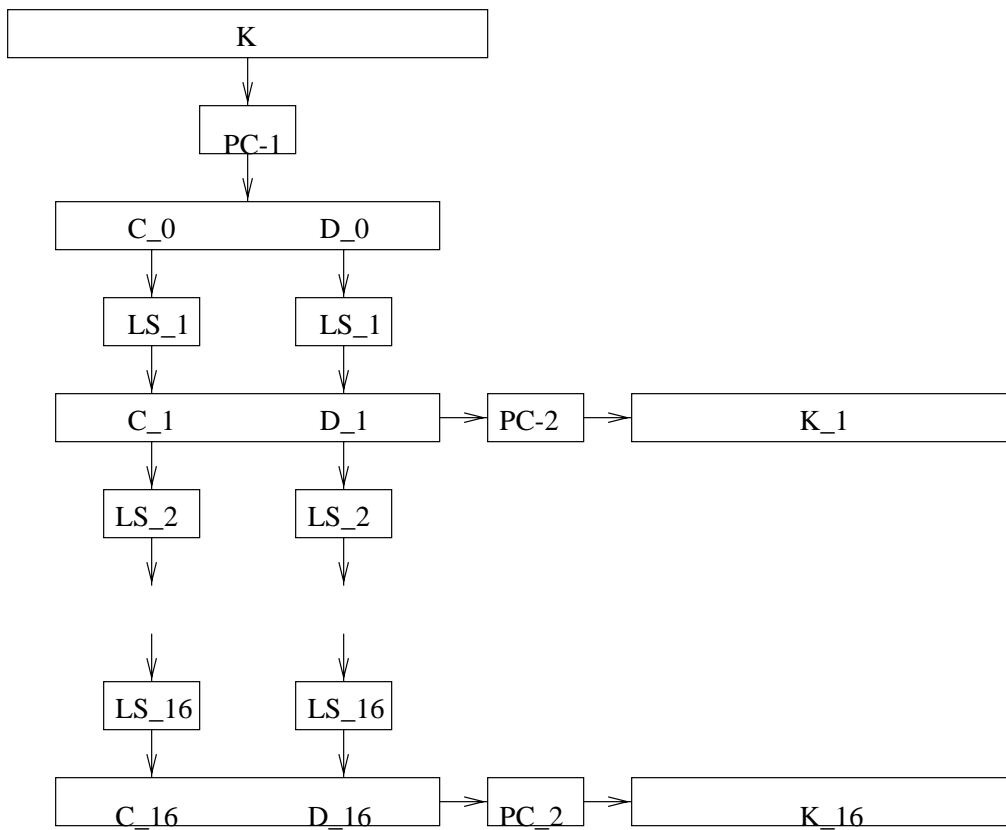 K
PC-1
C_0 D_0
LS_1 LS_1
C_1 D_1 PC-2 K_1
LS_2 LS_2
LS_16 LS_16
C_16 D_16 PC_2 K_16